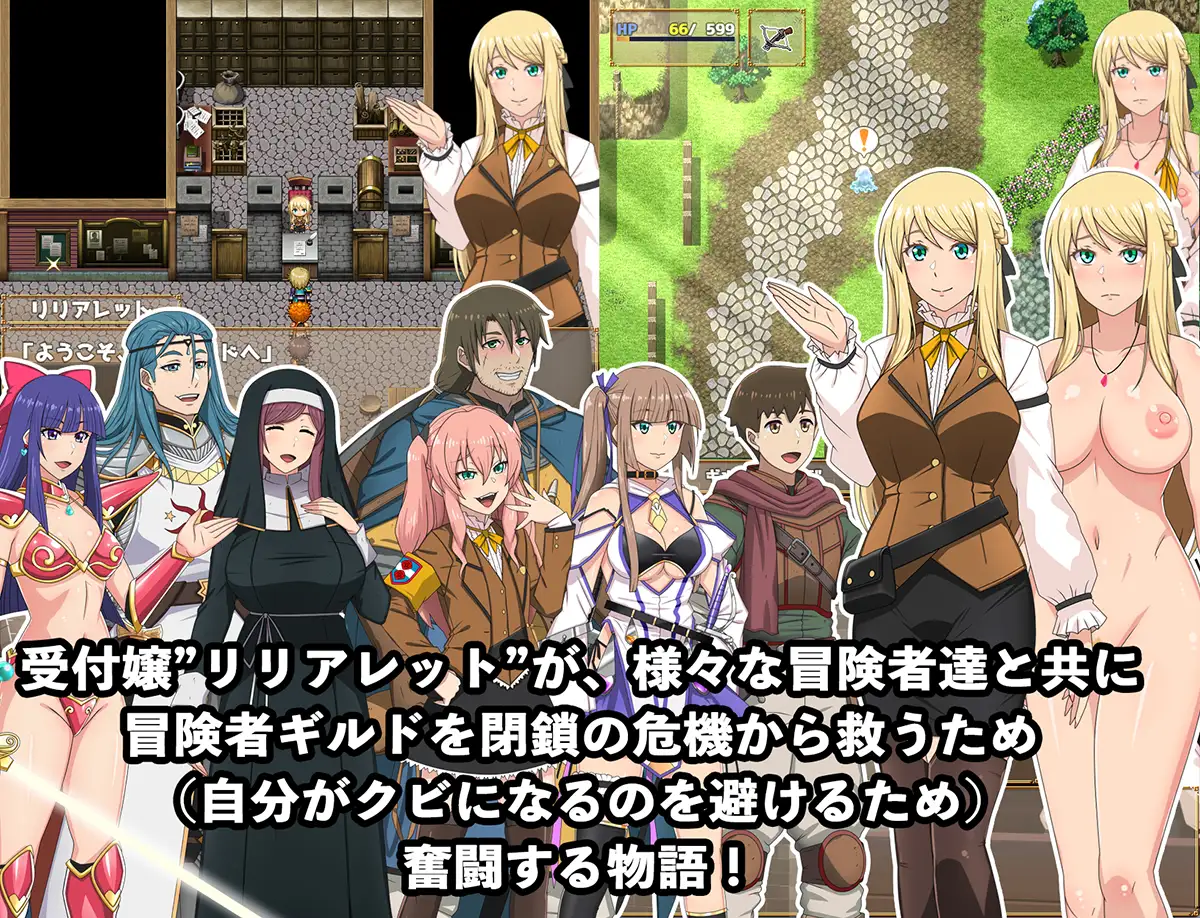 HP 66/ 599
リリアレット
「ようこそ、
ドへ」
受付嬢”リリアレット”が、様々な冒険者達と共に
冒険者ギルドを閉鎖の危機から救うため
（自分がクビになるのを避けるため）
奮闘する物語！